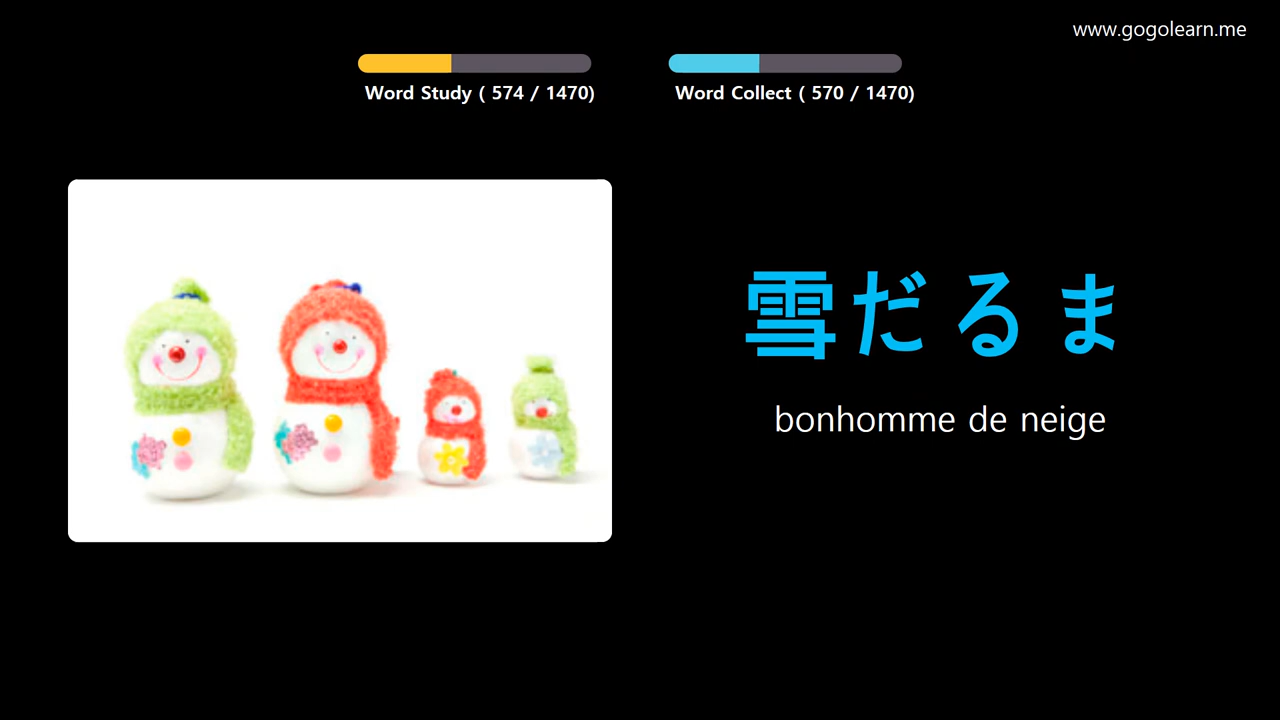 www.gogolearn.me
Word Study ( 574 / 1470)
Word Collect ( 570 / 1470)
雪だるま
bonhomme de neige